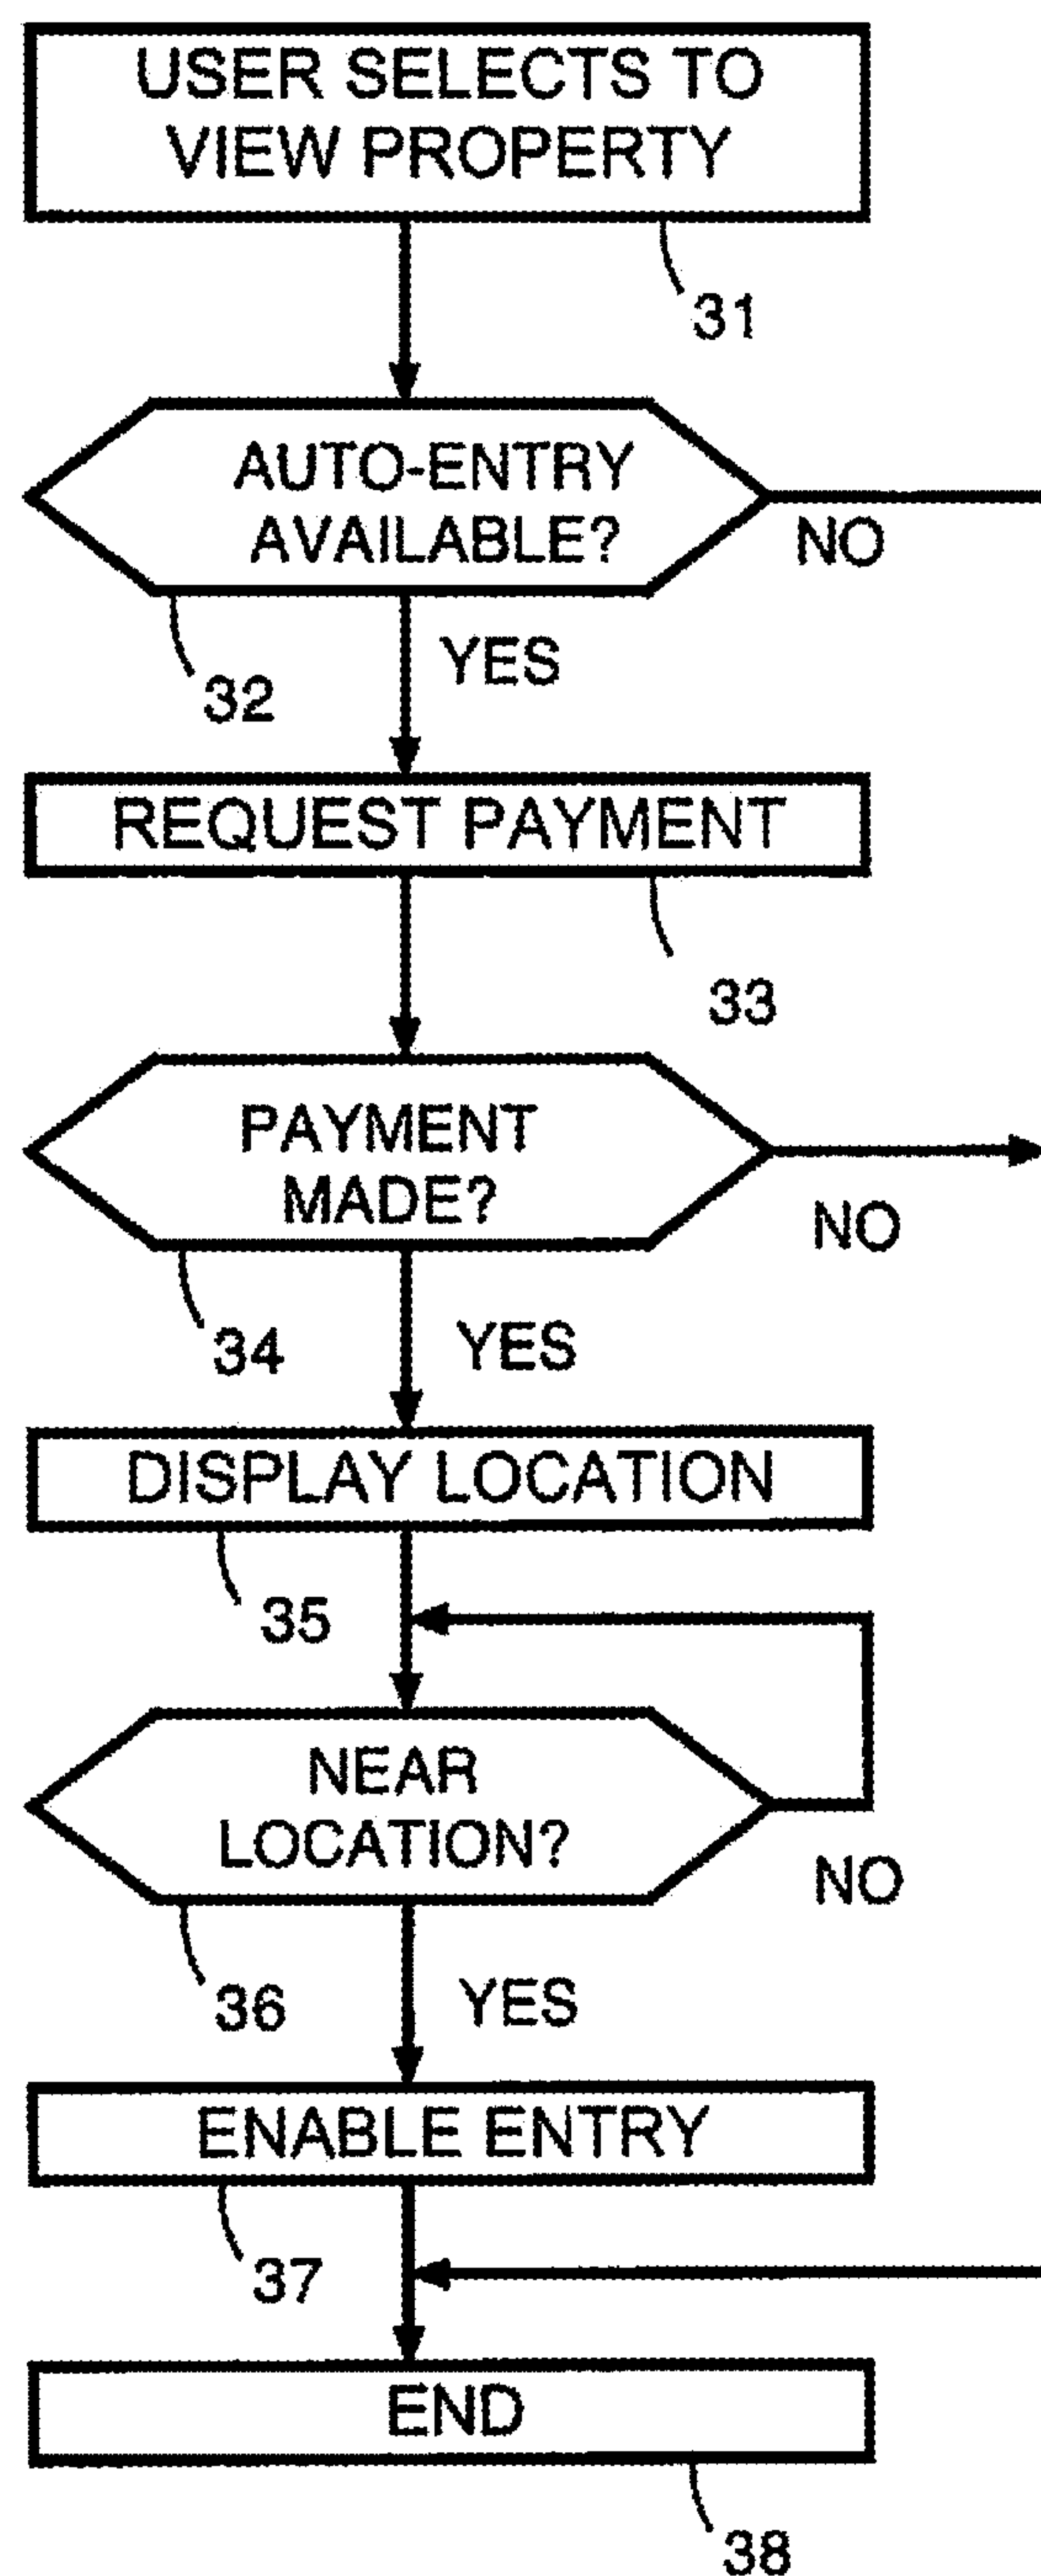 USER SELECTS TO
VIEW PROPERTY
31
AUTO-ENTRY
AVAILABLE?
NO
YES
32
REQUEST PAYMENT
33
PAYMENT
MADE?
NO
YES
34
DISPLAY LOCATION
35
NEAR
LOCATION?
NO
YES
36
ENABLE ENTRY
37
END
38